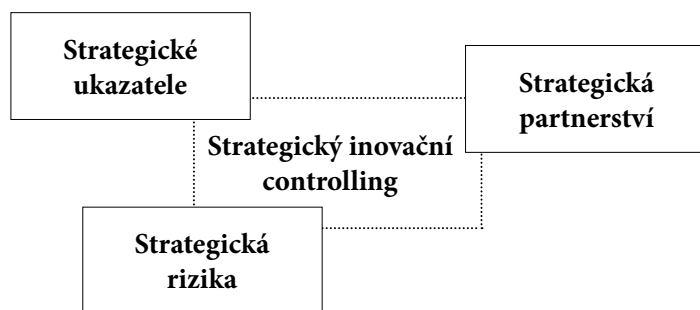 Strategické
ukazatele
Strategická
partnerství
Strategický inovační
controlling
Strategická
rizika